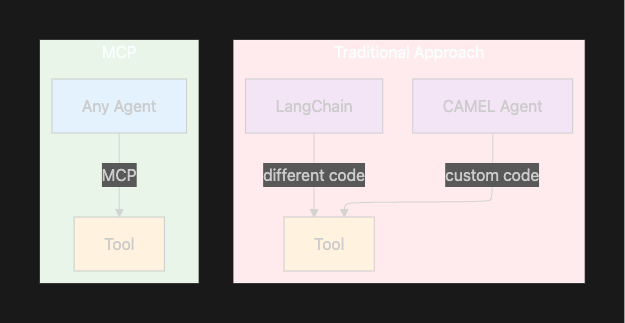 MCP
Any Agent
MCP
Tool
Traditional Approach
LangChain
CAMEL Agent
different code
custom code
Tool